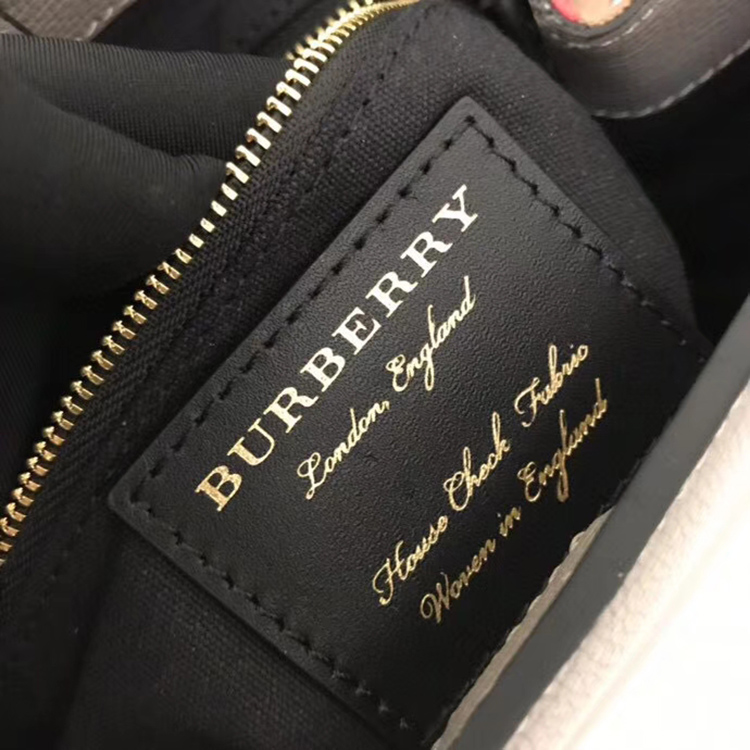 BURBERRY
London, England
House Check Fabric
Woven in England